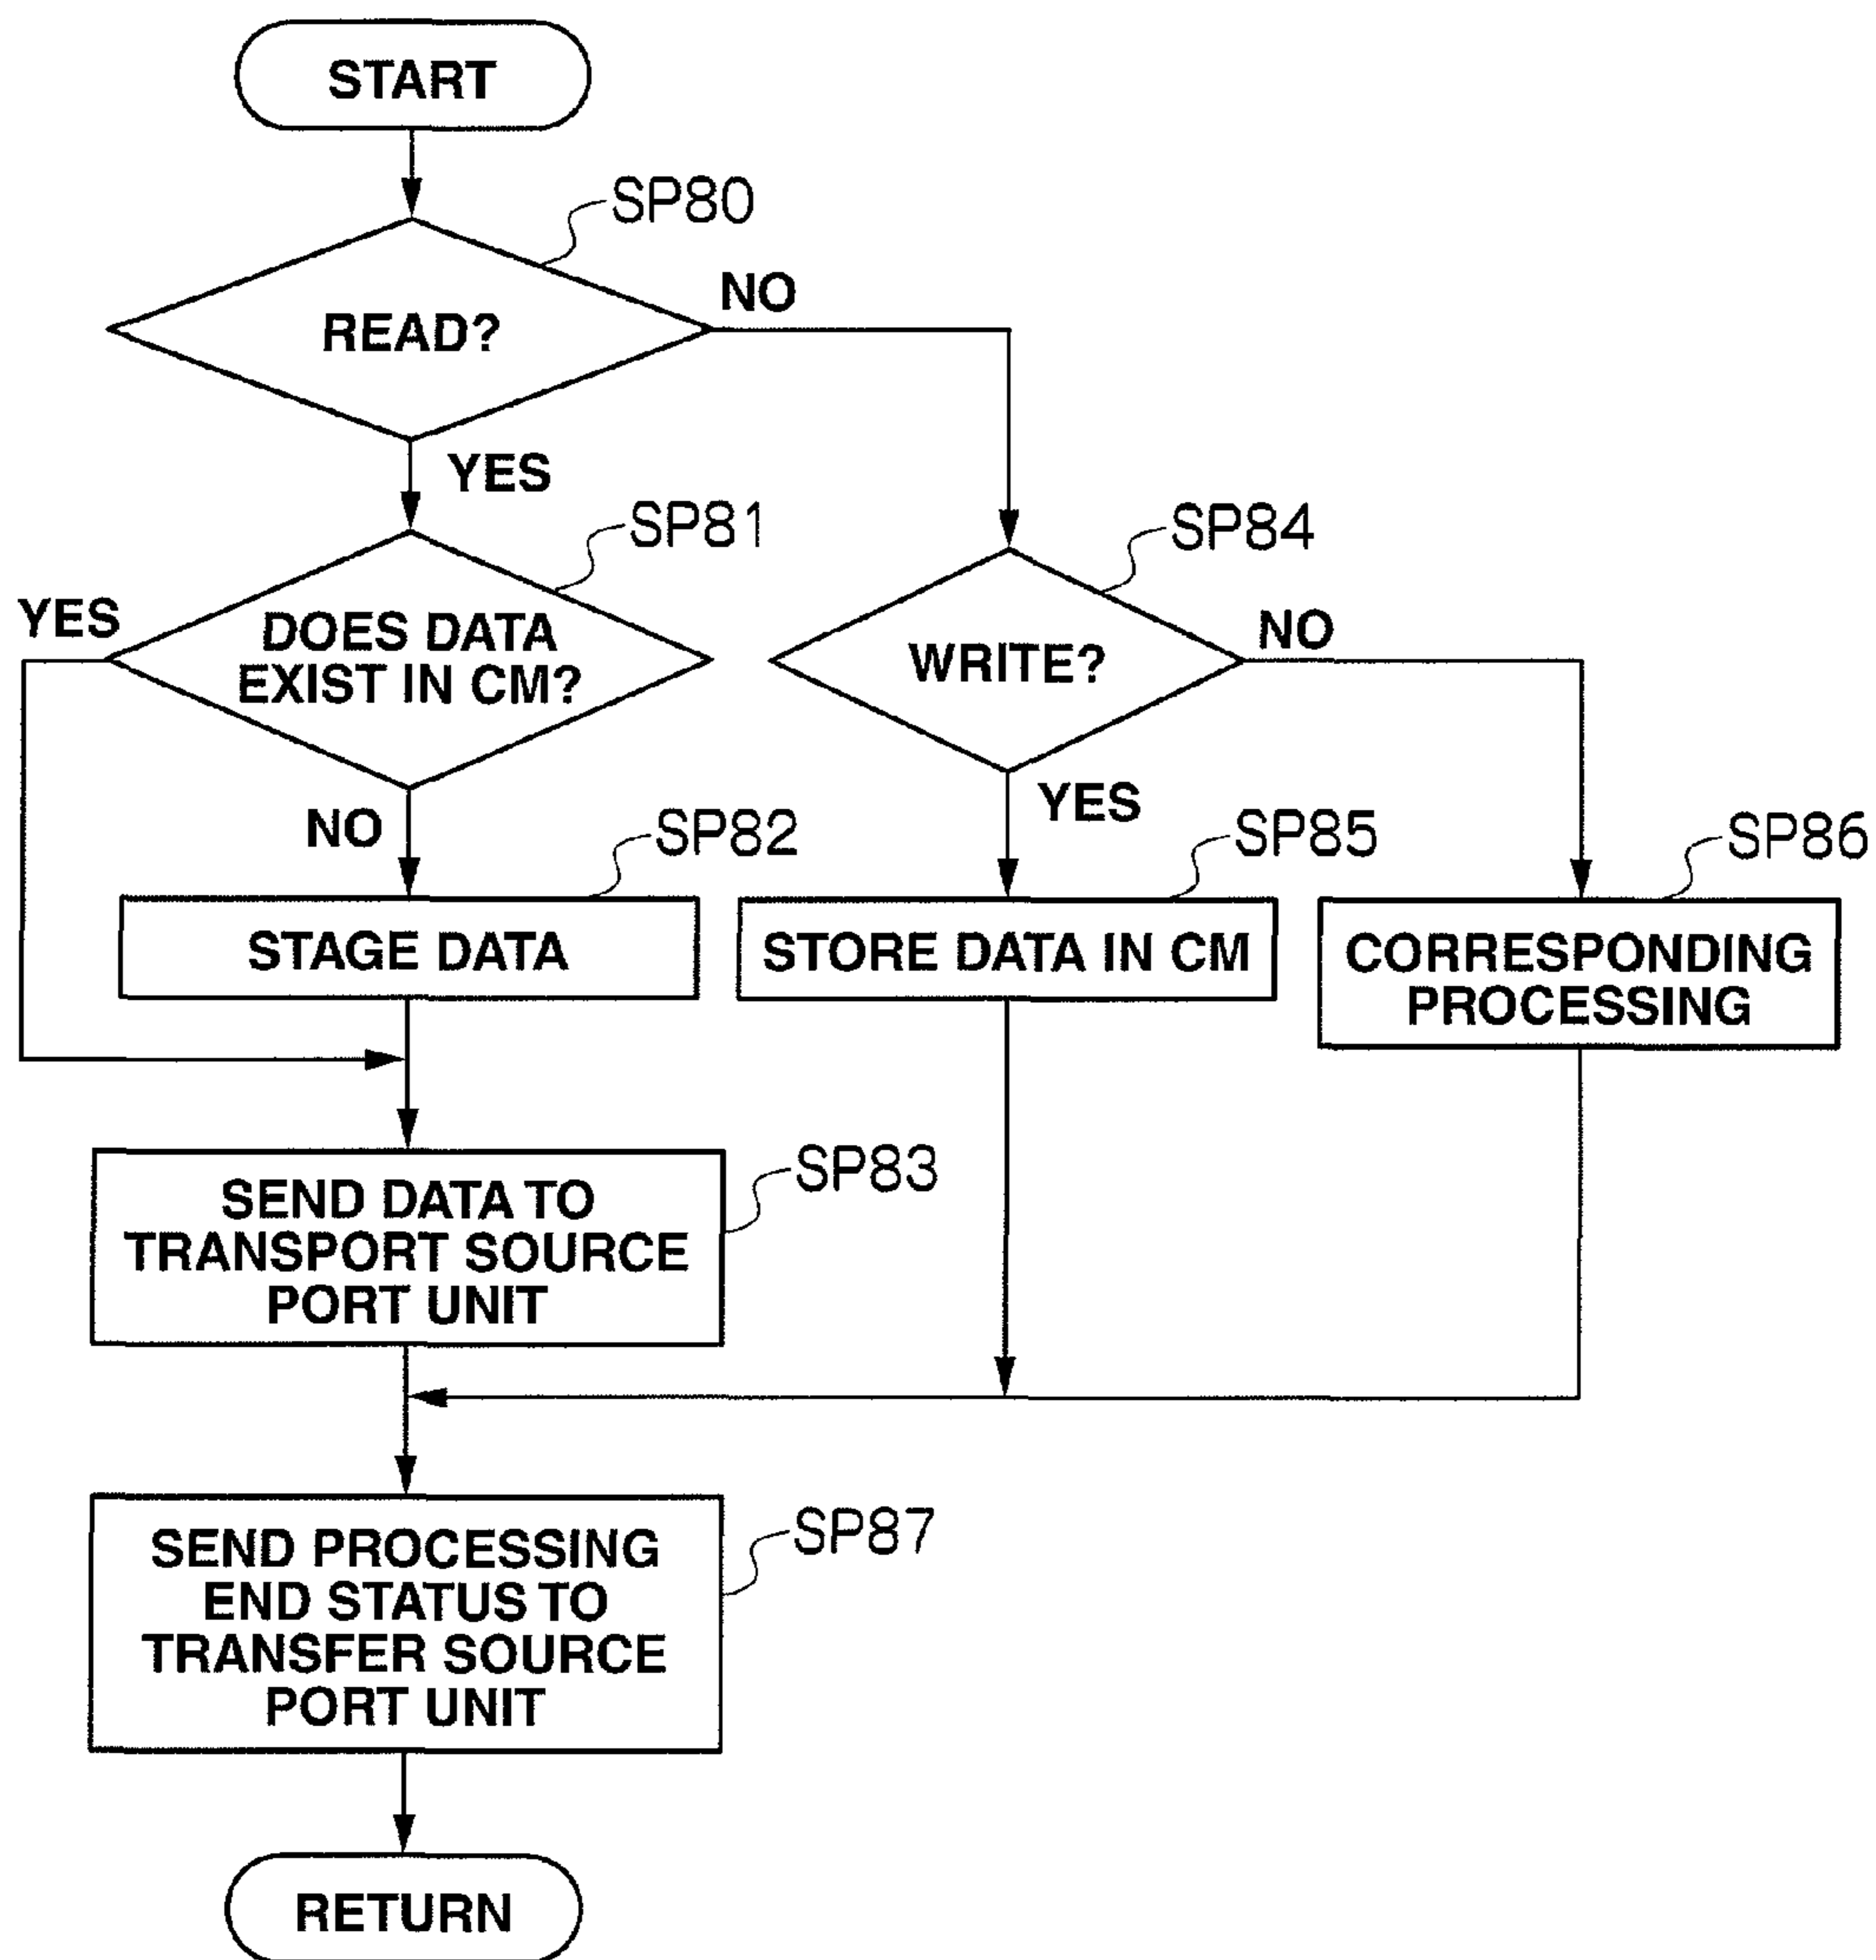 START
SP80
NO
READ?
YES
SP81
SP84
YES
DOES DATA
EXIST IN CM?
NO
WRITE?
NO
SP82
YES
SP85
SP86
STAGE DATA
STORE DATA IN CM
CORRESPONDING
PROCESSING
SP83
SEND DATA TO
TRANSPORT SOURCE
PORT UNIT
SP87
SEND PROCESSING
END STATUS TO
TRANSFER SOURCE
PORT UNIT
RETURN